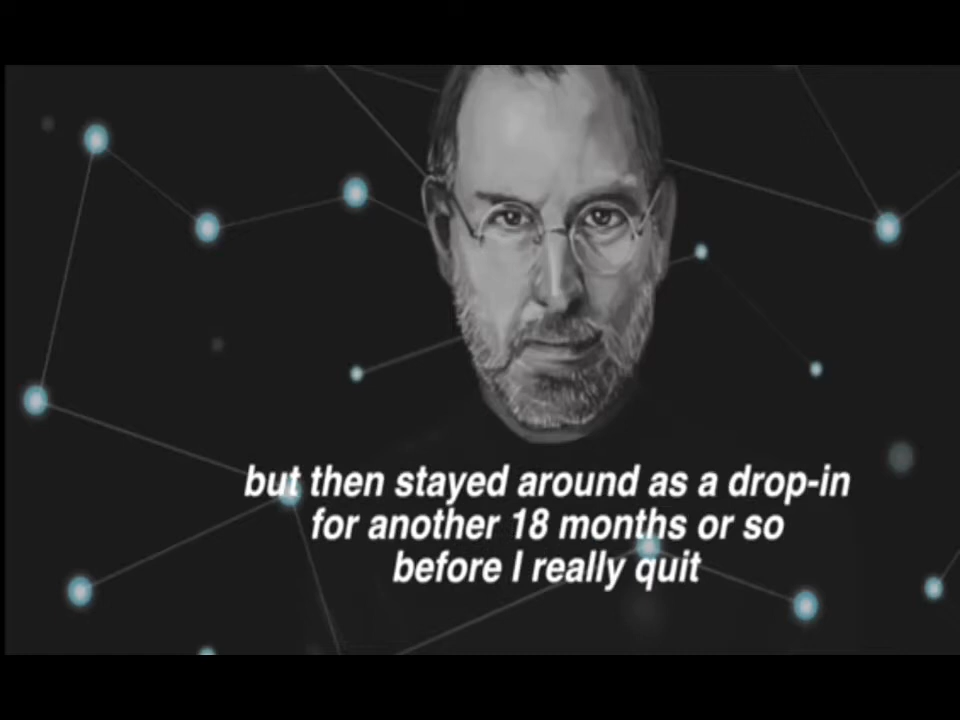 but then stayed around as a drop-in
for another 18 months or so
before I really quit